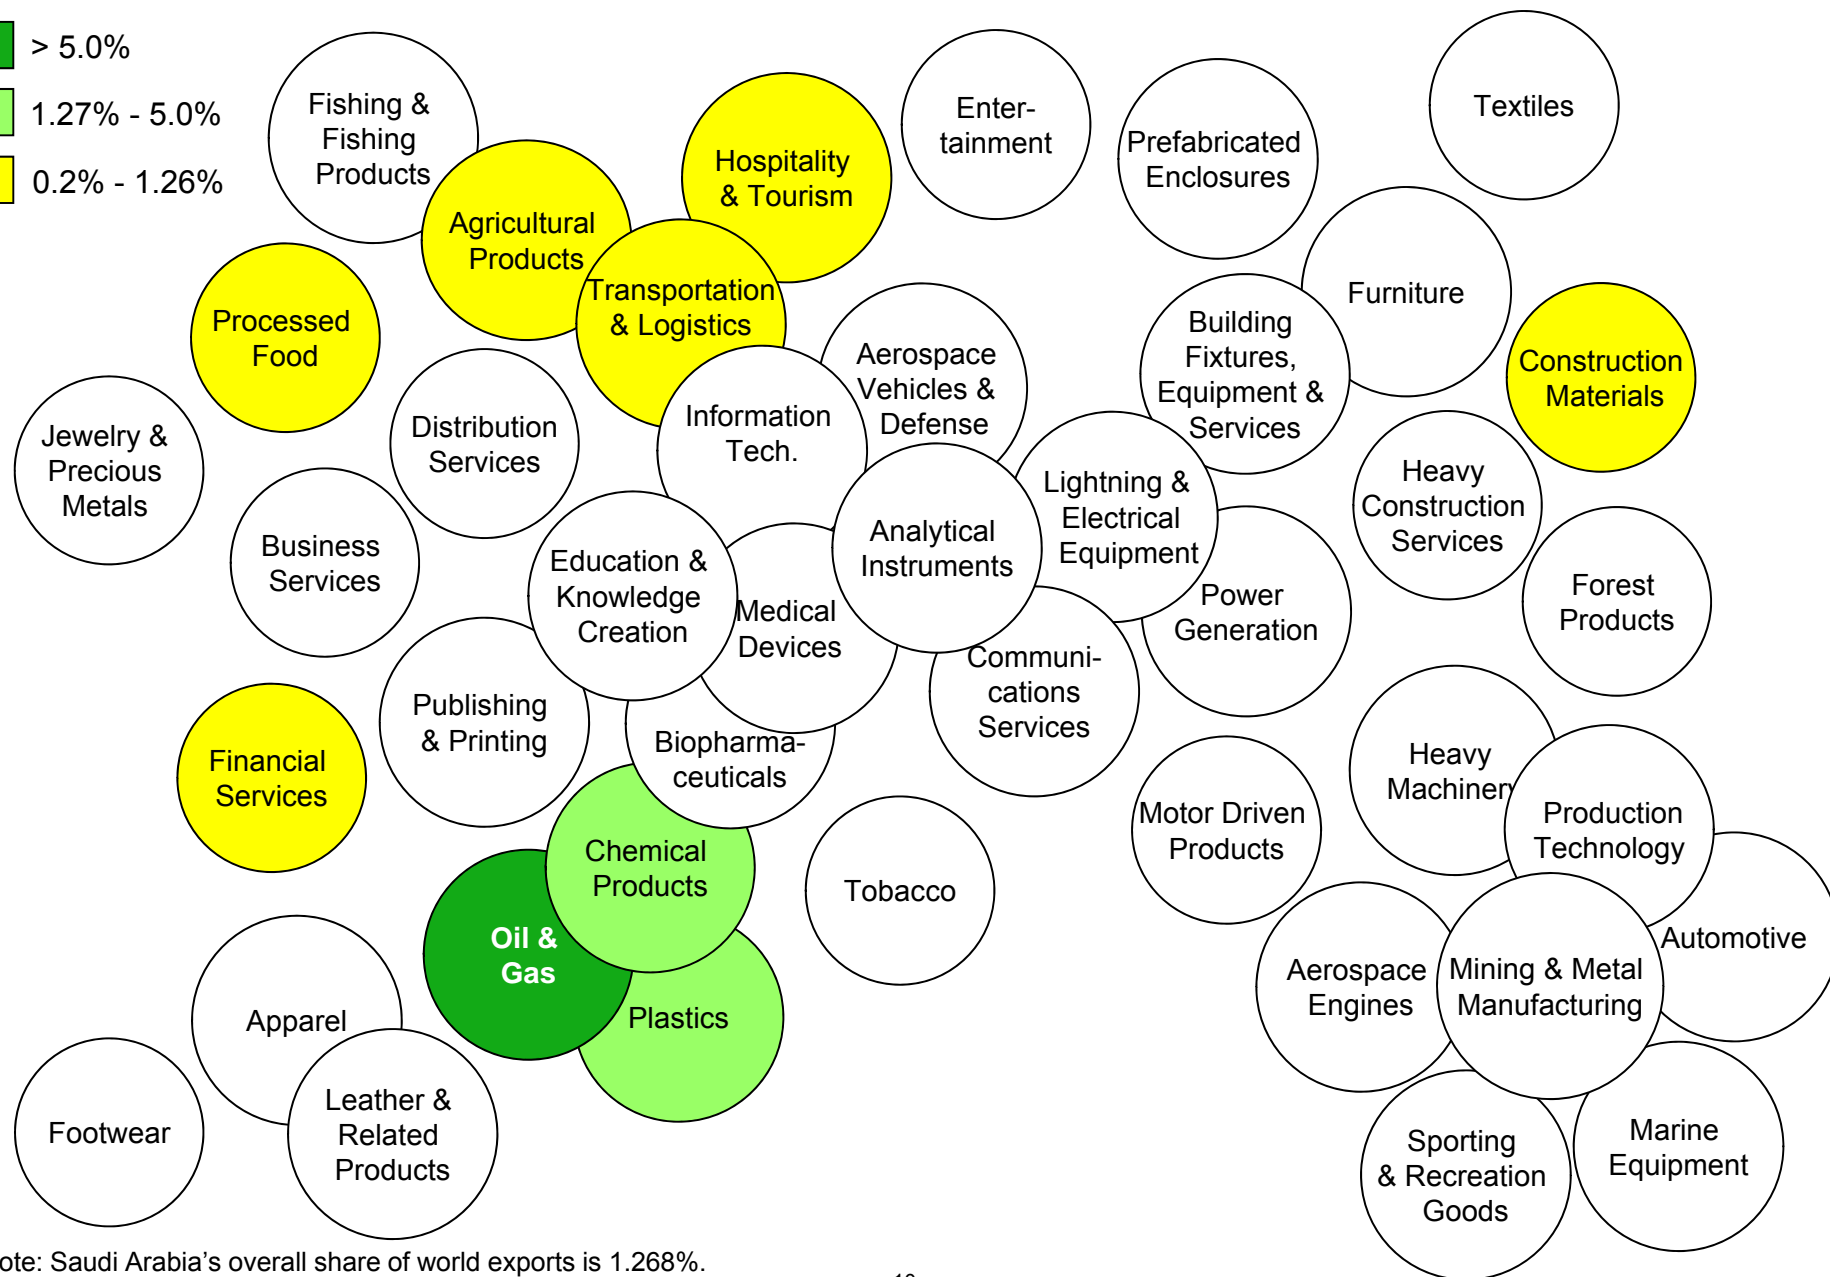 > 5.0%
1.27% - 5.0%
0.2% - 1.26%
Fishing &
Fishing
Products
Enter-
tainment
Textiles
Prefabricated
Enclosures
Hospitality
& Tourism
Agricultural
Products
Transportation
& Logistics
Furniture
Processed
Food
Building
Fixtures,
Equipment &
Services
Construction
Materials
Aerospace
Vehicles &
Defense
Jewelry &
Precious
Metals
Distribution
Services
Information
Tech.
Lightning &
Electrical
Equipment
Heavy
Construction
Services
Business
Services
Education &
Knowledge
Creation
Analytical
Instruments
Medical
Devices
Power
Generation
Forest
Products
Communi-
cations
Services
Publishing
& Printing
Biopharma-
ceuticals
Financial
Services
Heavy
Machinery
Motor Driven
Products
Production
Technology
Chemical
Products
Tobacco
Oil &
Gas
Automotive
Aerospace
Engines
Mining & Metal
Manufacturing
Apparel
Plastics
Footwear
Leather &
Related
Products
Sporting
& Recreation
Goods
Marine
Equipment
ote: Saudi Arabia's overall share of world exports is 1.268%.